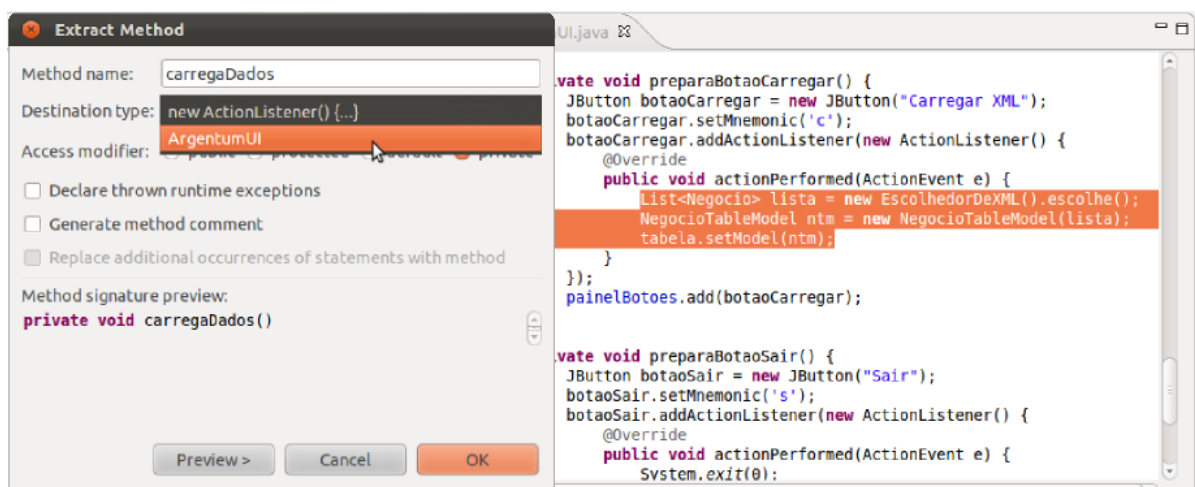 Extract Method
Method name: carregaDados
Destination type: new ActionListener() {...}
ArgentumUI
Access modifier:
Declare thrown runtime exceptions
Generate method comment
Replace additional occurrences of statements with method
Method signature preview:
private void carregaDados()
Preview >
Cancel
OK
UI.java
vate void preparaBotaoCarregar() {
JButton botaoCarregar = new JButton("Carregar XML");
botaoCarregar.setMnemonic('c');
botaoCarregar.addActionListener(new ActionListener() {
@Override
public void actionPerformed(ActionEvent e) {
List<Negocio> lista = new EscolhedorDeXML().escolhe();
NegocioTableModel ntm = new NegocioTableModel(lista);
tabela.setModel(ntm);
}
});
painelBotoes.add(botaoCarregar);
vate void preparaBotaoSair() {
JButton botaoSair = new JButton("Sair");
botaoSair.setMnemonic('s');
botaoSair.addActionListener(new ActionListener() {
@Override
public void actionPerformed(ActionEvent e) {
System.exit(0);